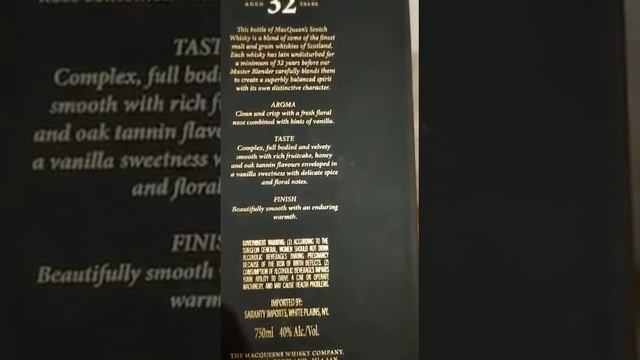 AGED 32 YEARS
This bottle of MacQueen's Scotch
Whisky is a blend of some of the finest
malt and grain whiskies of Scotland.
Each whisky has lain undisturbed for
a minimum of 32 years before our
Master Blender carefully blends them
to create a superbly balanced spirit
with its own distinctive character.
AROMA
Clean and crisp with a fresh floral
nose combined with hints of vanilla.
TASTE
Complex, full bodied and velvety
smooth with rich fruitcake, honey
and oak tannin flavours enveloped in
a vanilla sweetness with delicate spice
and floral notes.
FINISH
Beautifully smooth with an enduring
warmth.
GOVERNMENT WARNING: (1) ACCORDING TO THE
SURGEON GENERAL, WOMEN SHOULD NOT DRINK
ALCOHOLIC BEVERAGES DURING PREGNANCY
BECAUSE OF THE RISK OF BIRTH DEFECTS. (2)
CONSUMPTION OF ALCOHOLIC BEVERAGES IMPAIRS
YOUR ABILITY TO DRIVE A CAR OR OPERATE
MACHINERY, AND MAY CAUSE HEALTH PROBLEMS.
IMPORTED BY:
SARANTY IMPORTS, WHITE PLAINS, NY.
750ml 40% Alc./Vol.
THE MACQUEENS WHISKY COMPANY,
TAST
Complex, full bodi
smooth with rich f
and oak tannin flavo
a vanilla sweetness w
and floral
FINIS
Beautifully smooth
warm